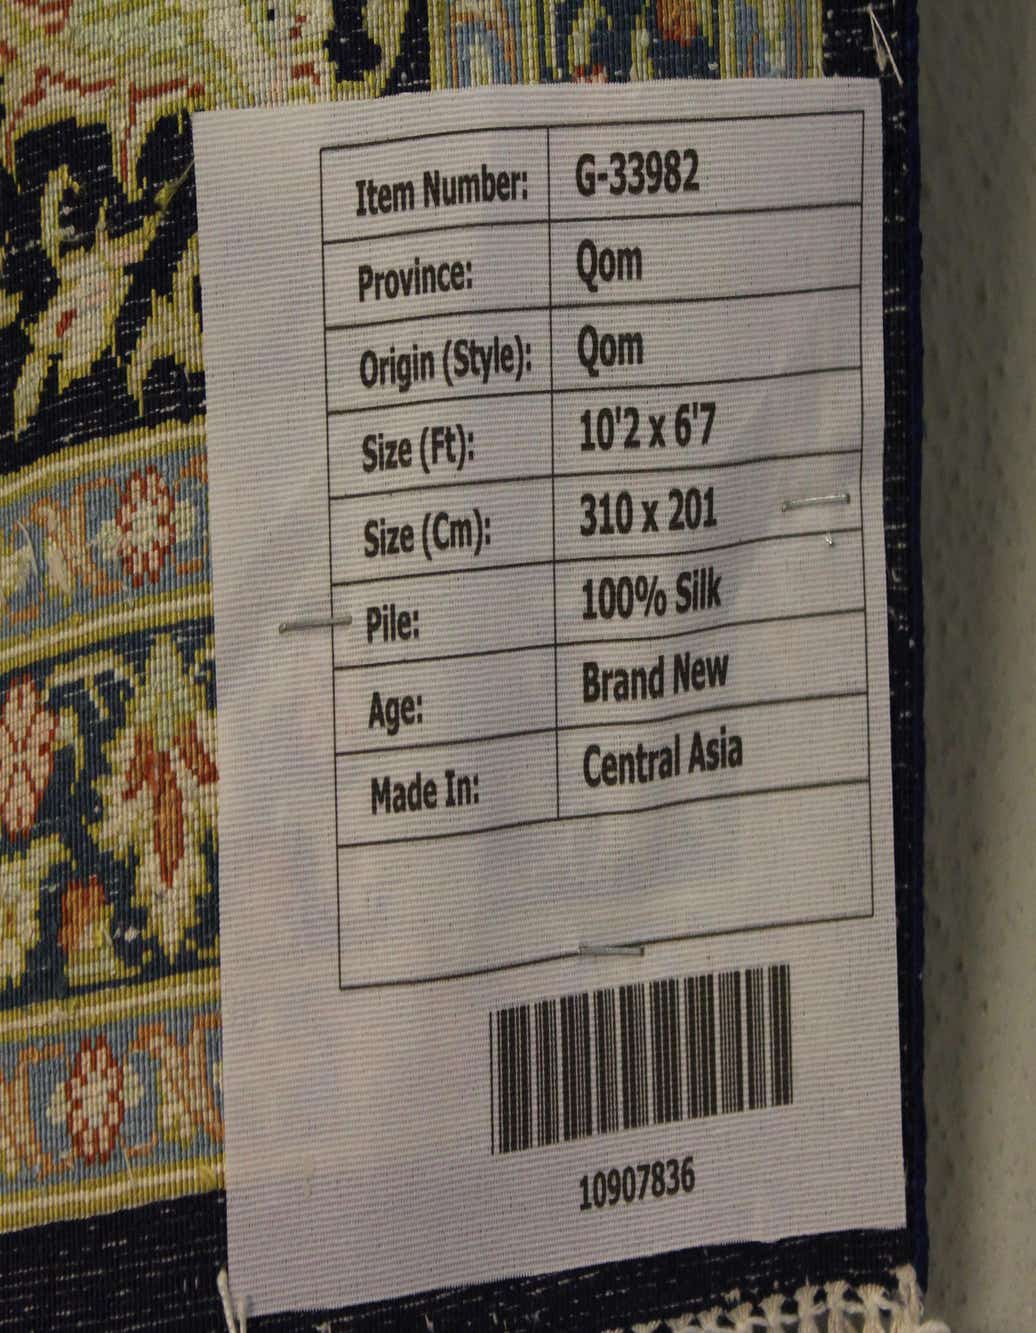 Item Number: G-33982
Province: Qom
Origin (Style): Qom
Size (Ft): 10'2 x 6'7
Size (Cm): 310 x 201
Pile: 100% Silk
Age: Brand New
Made In: Central Asia
10907836